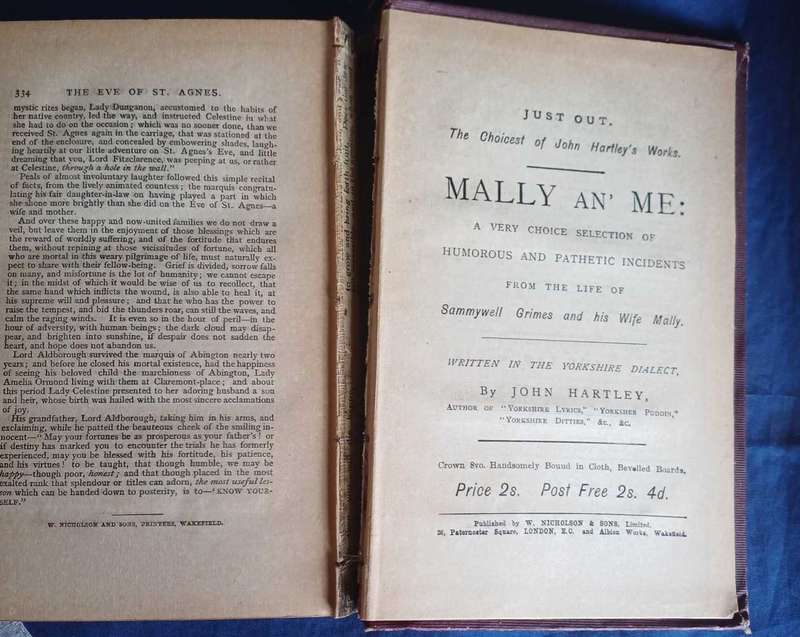 334 THE EVE OF ST. AGNES.
mystic rites began, Lady Dunganon, accustomed to the habits of
her native country, led the way, and instructed Celestine in what
she had to do on the occasion; which was no sooner done, than we
received St. Agnes again in the carriage, that was stationed at the
end of the enclosure, and concealed by embowering shades, laugh-
ing heartily at our little adventure on St. Agnes's Eve, and little
dreaming that you, Lord Fitzclarence, was peeping at us, or rather
at Celestine, through a hole in the wall."
Peals of almost involuntary laughter followed this simple recital
of facts, from the lively animated countess; the marquis congratu-
lating his fair daughter-in-law on having played a part in which
she shone more brightly than she did on the Eve of St. Agnes—a
wife and mother.
And over these happy and now-united families we do not draw a
veil, but leave them in the enjoyment of those blessings which are
the reward of worldly suffering, and of the fortitude that endures
them, without repining at those vicissitudes of fortune, which all
who are mortal in this weary pilgrimage of life, must naturally ex-
pect to share with their fellow-being. Grief is divided, sorrow falls
on many, and misfortune is the lot of humanity; we cannot escape
it; in the midst of which it would be wise of us to recollect, that
the same hand which inflicts the wound, is also able to heal it, at
his supreme will and pleasure; and that he who has the power to
raise the tempest, and bid the thunders roar, can still the waves, and
calm the raging winds. It is even so in the hour of peril—in the
hour of adversity, with human beings; the dark cloud may disap-
pear, and brighten into sunshine, if despair does not sadden the
heart, and hope does not abandon us.
Lord Aldborough survived the marquis of Abington nearly two
years; and before he closed his mortal existence, had the happiness
of seeing his beloved child the marchioness of Abington, Lady
Amelia Ormond living with them at Claremont-place; and about
this period Lady Celestine presented to her adoring husband a son
and heir, whose birth was hailed with the most sincere acclamations
of joy.
His grandfather, Lord Aldborough, taking him in his arms, and
exclaiming, while he patted the beauteous cheek of the smiling in-
nocent—"May your fortunes be as prosperous as your father's! or
if destiny has marked you to encounter the trials he has formerly
experienced, may you be blessed with his fortitude, his patience,
and his virtues! to be taught, that though humble, we may be
happy—though poor, honest; and that though placed in the most
exalted rank that splendour or titles can adorn, the most useful les-
son which can be handed down to posterity, is to—'KNOW YOUR-
SELF.'"
W. NICHOLSON AND SONS, PRINTERS, WAKEFIELD.
JUST OUT.
The Choicest of John Hartley's Works.
MALLY AN' ME:
A VERY CHOICE SELECTION OF
HUMOROUS AND PATHETIC INCIDENTS
FROM THE LIFE OF
Sammywell Grimes and his Wife Mally.
WRITTEN IN THE YORKSHIRE DIALECT,
By JOHN HARTLEY,
AUTHOR OF "YORKSHIRE LYRICS," "YORKSHER PUDDIN,"
"YORKSHIRE DITTIES," &c., &c.
Crown 8vo. Handsomely Bound in Cloth, Bevelled Boards.
Price 2s. Post Free 2s. 4d.
Published by W. NICHOLSON & SONS, Limited,
26, Paternoster Square, LONDON, E.C. and Albion Works, Wakefield.